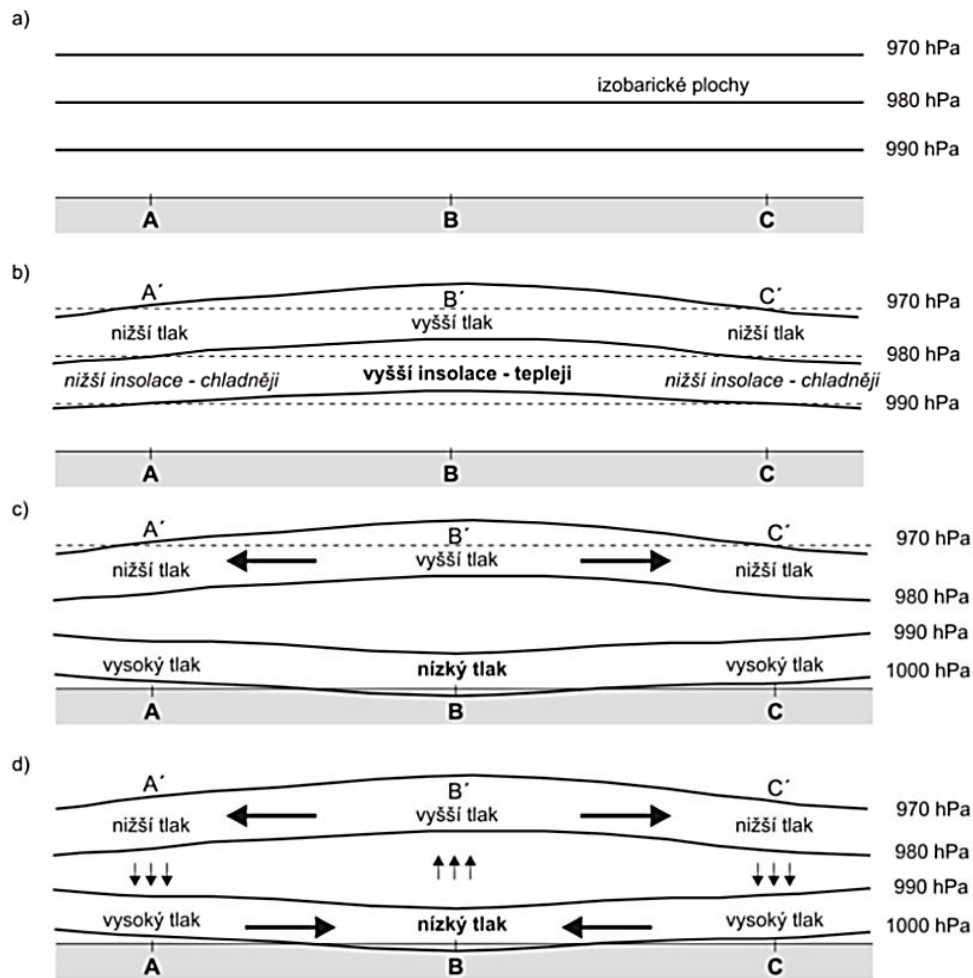 a)
970 hPa
izobarické plochy
980 hPa
990 hPa
A B C
b)
A´ B´ C´
970 hPa
nižší tlak vyšší tlak nižší tlak
980 hPa
nižší insolace - chladněji vyšší insolace - tepleji nižší insolace - chladněji
990 hPa
A B C
c)
A´ B´ C´
970 hPa
nižší tlak vyšší tlak nižší tlak
980 hPa
990 hPa
vysoký tlak nízký tlak vysoký tlak
1000 hPa
A B C
d)
A´ B´ C´
970 hPa
nižší tlak vyšší tlak nižší tlak
980 hPa
990 hPa
vysoký tlak nízký tlak vysoký tlak
1000 hPa
A B C